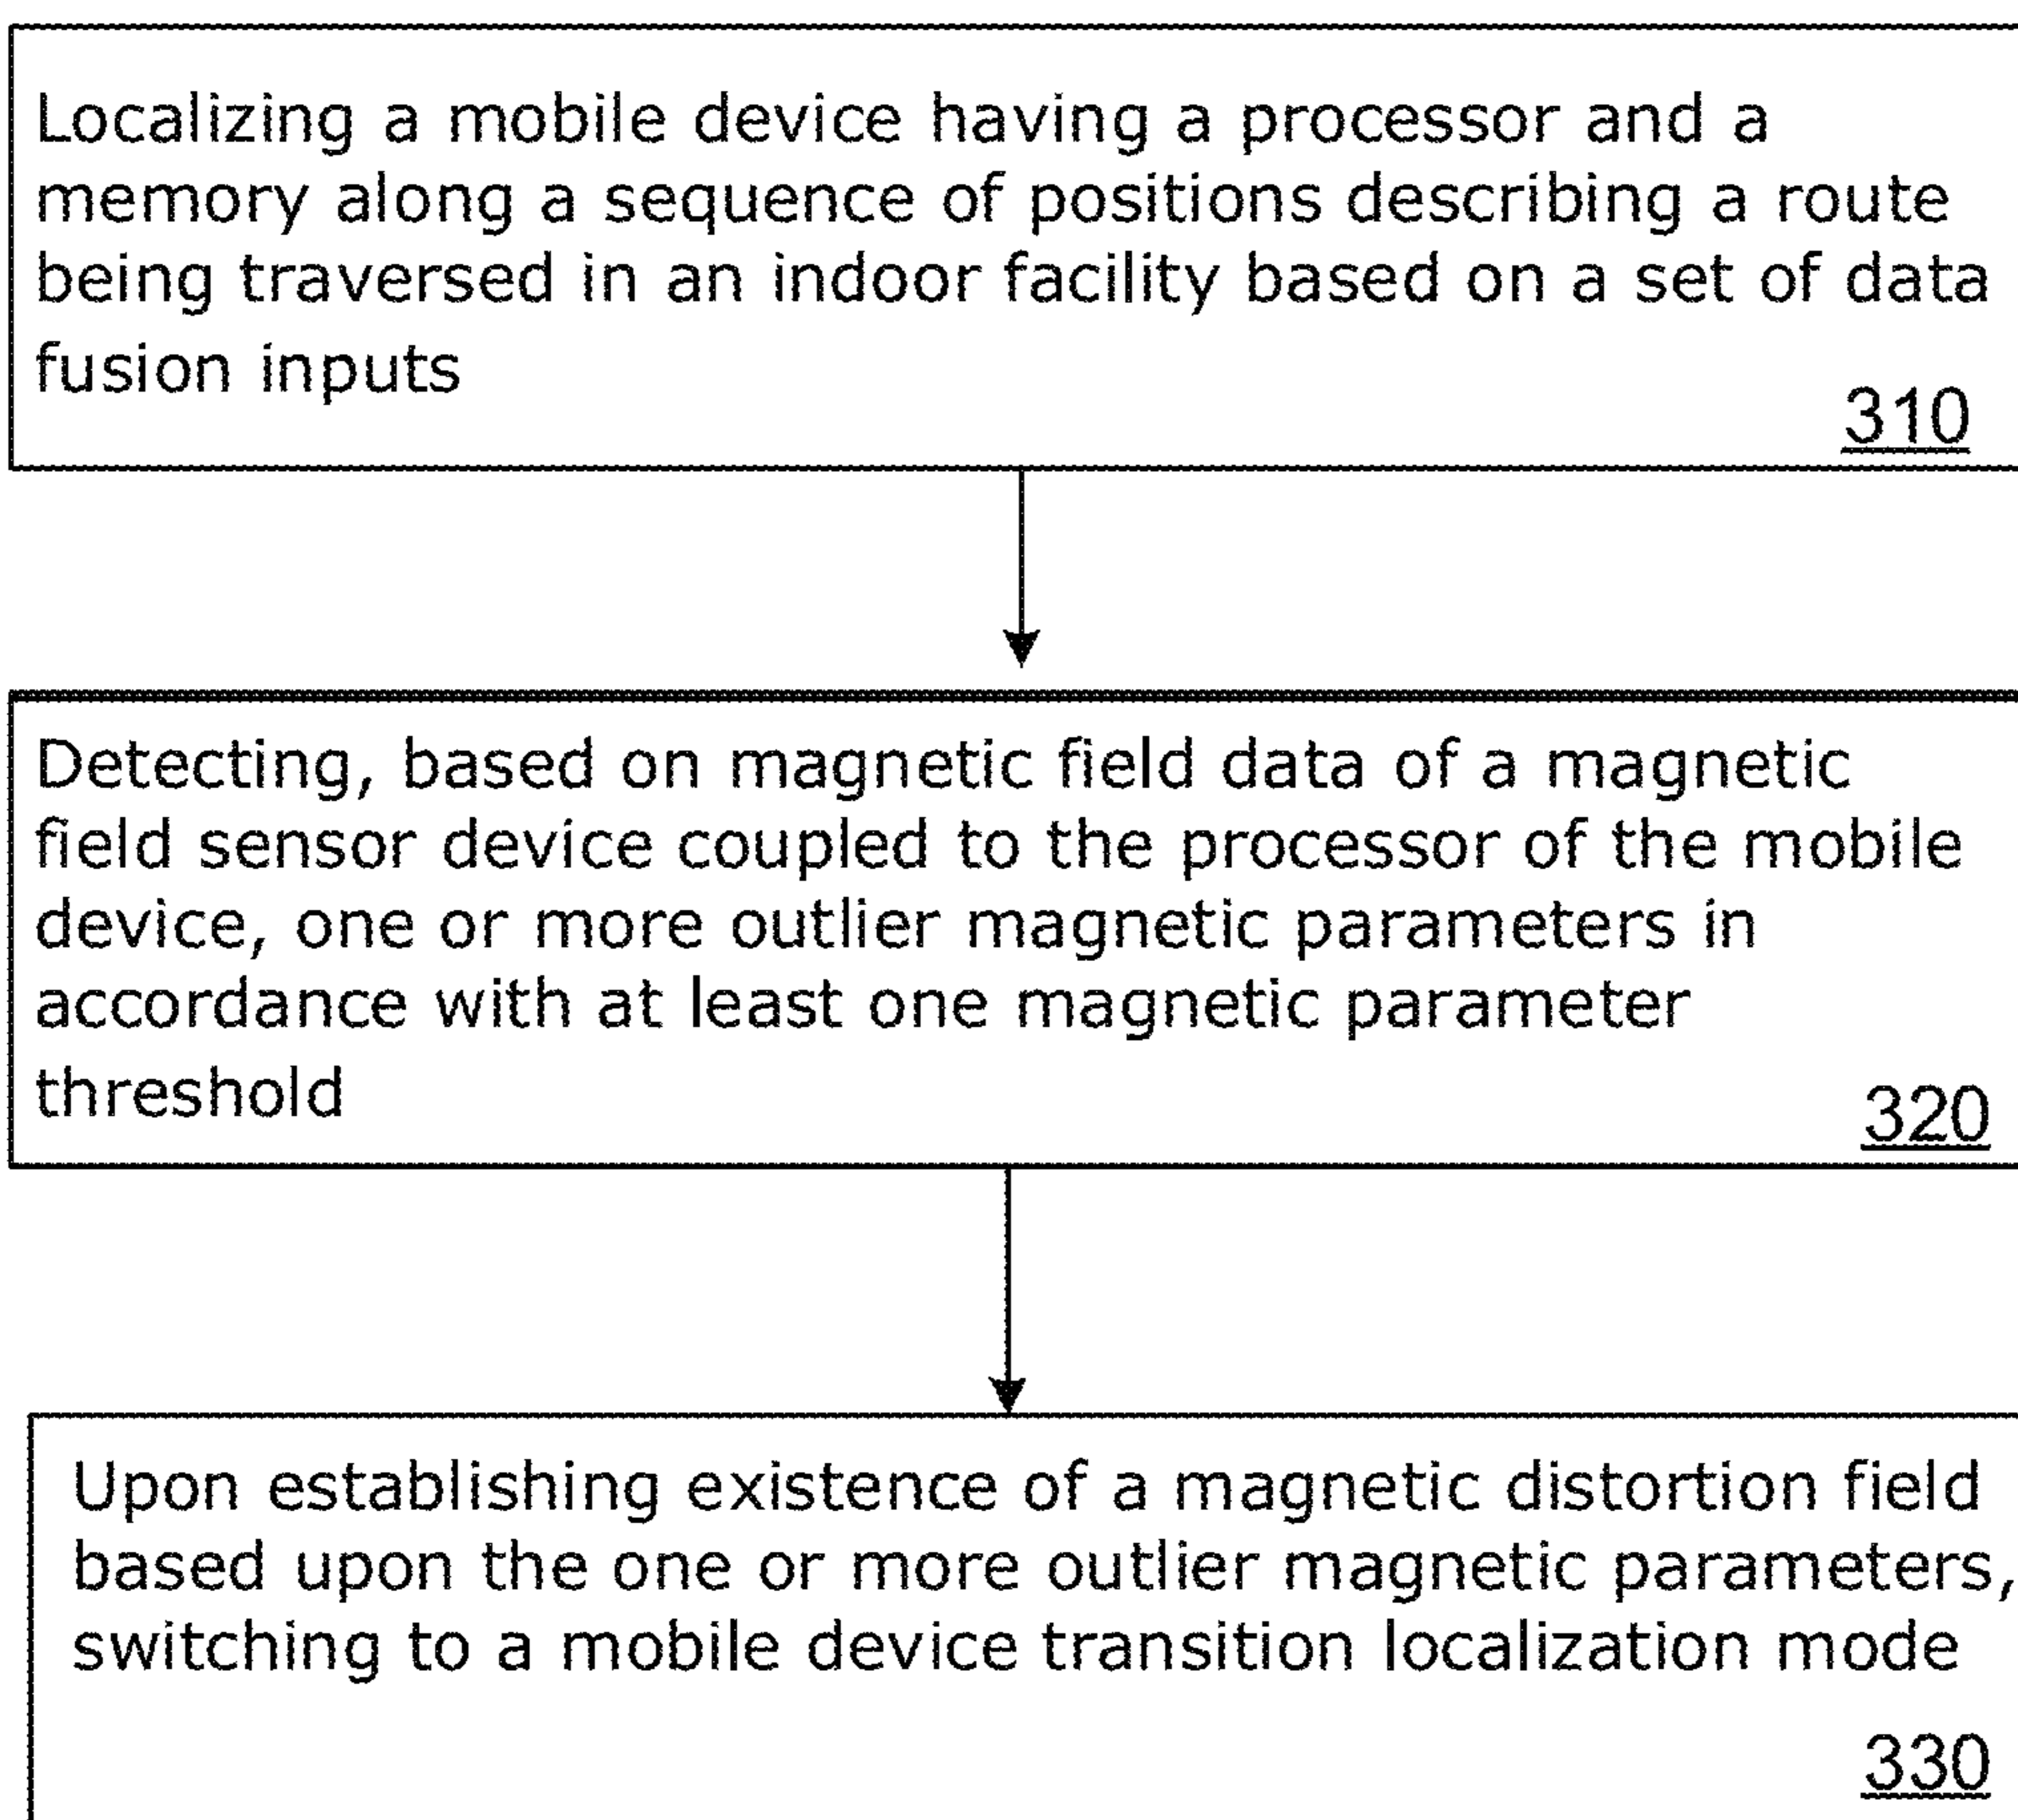 Localizing a mobile device having a processor and a
memory along a sequence of positions describing a route
being traversed in an indoor facility based on a set of data
fusion inputs
310
Detecting, based on magnetic field data of a magnetic
field sensor device coupled to the processor of the mobile
device, one or more outlier magnetic parameters in
accordance with at least one magnetic parameter
threshold
320
Upon establishing existence of a magnetic distortion field
based upon the one or more outlier magnetic parameters,
switching to a mobile device transition localization mode
330